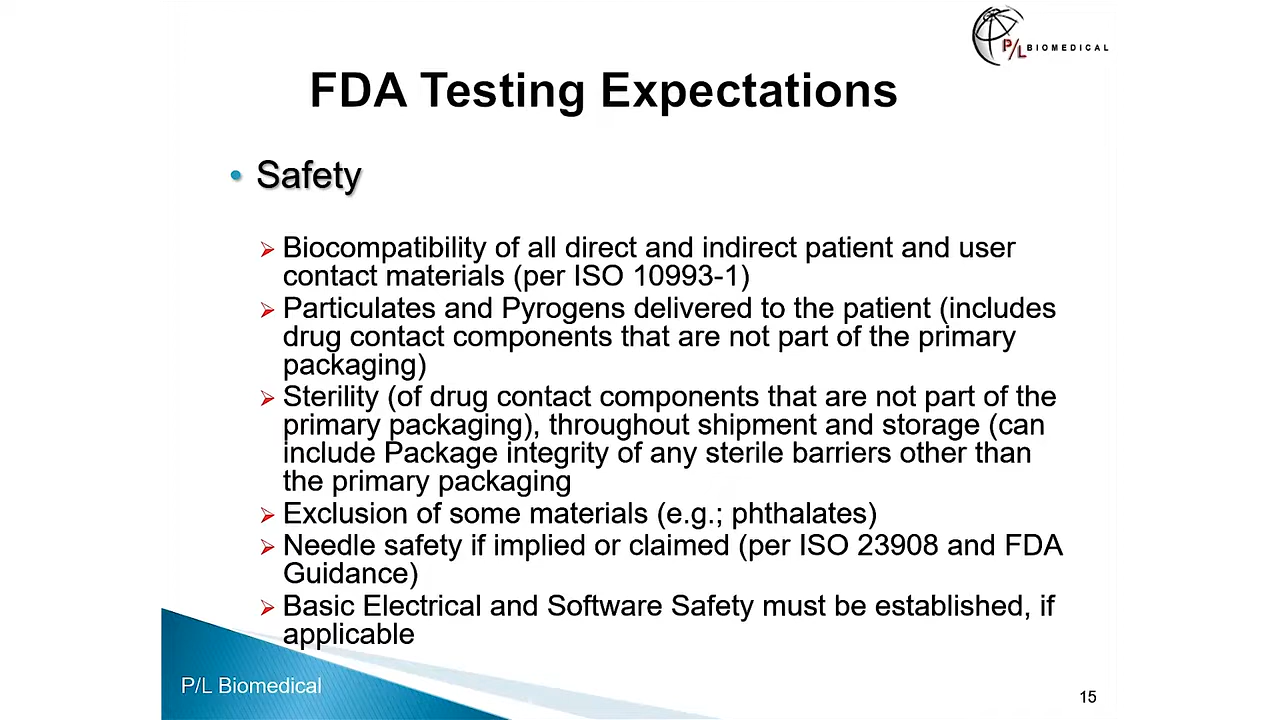 P/L BIOMEDICAL
FDA Testing Expectations
• Safety
Biocompatibility of all direct and indirect patient and user
contact materials (per ISO 10993-1)
Particulates and Pyrogens delivered to the patient (includes
drug contact components that are not part of the primary
packaging)
Sterility (of drug contact components that are not part of the
primary packaging), throughout shipment and storage (can
include Package integrity of any sterile barriers other than
the primary packaging
Exclusion of some materials (e.g.; phthalates)
Needle safety if implied or claimed (per ISO 23908 and FDA
Guidance)
Basic Electrical and Software Safety must be established, if
applicable
P/L Biomedical
15